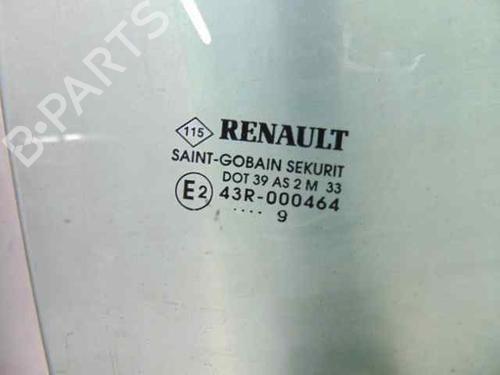 B-PARTS
115 RENAULT
SAINT-GOBAIN SEKURIT
DOT 39 AS 2 M 33
E2 43R-000464
.... 9